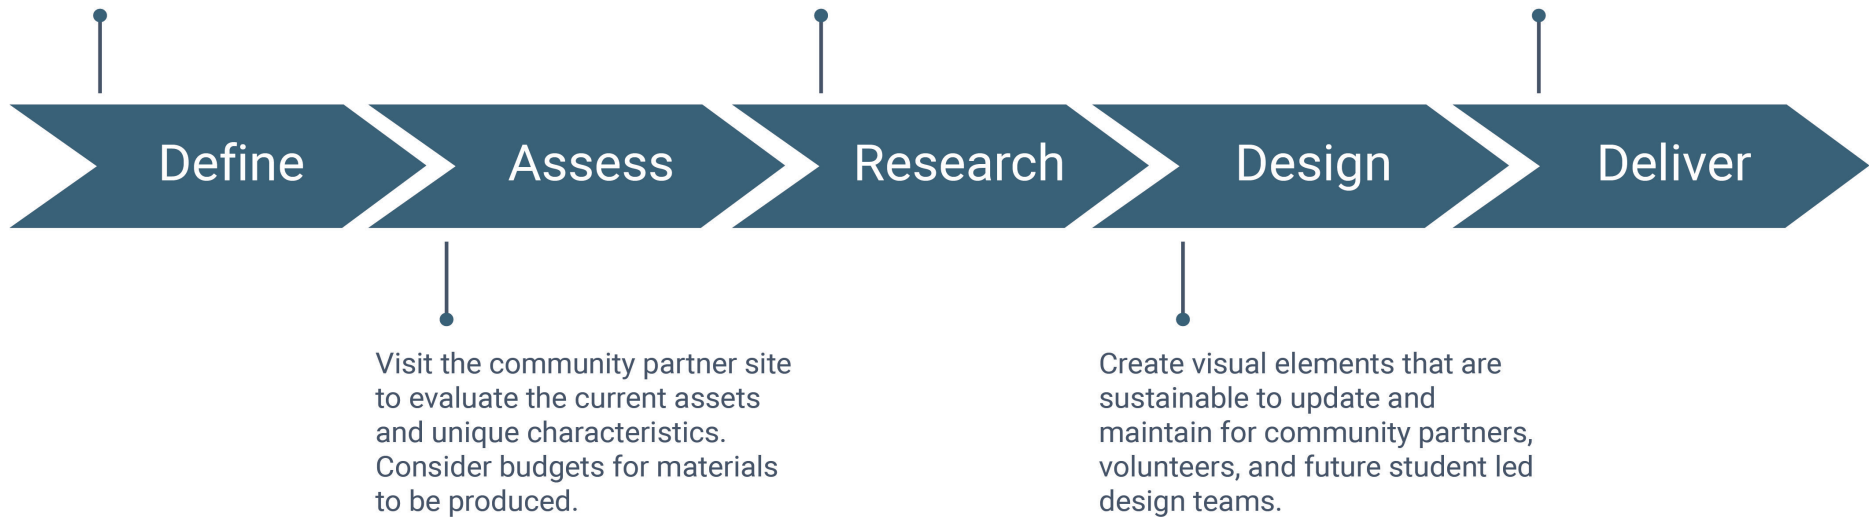 Define
Assess
Research
Design
Deliver
Visit the community partner site
to evaluate the current assets
and unique characteristics.
Consider budgets for materials
to be produced.
Create visual elements that are
sustainable to update and
maintain for community partners,
volunteers, and future student led
design teams.